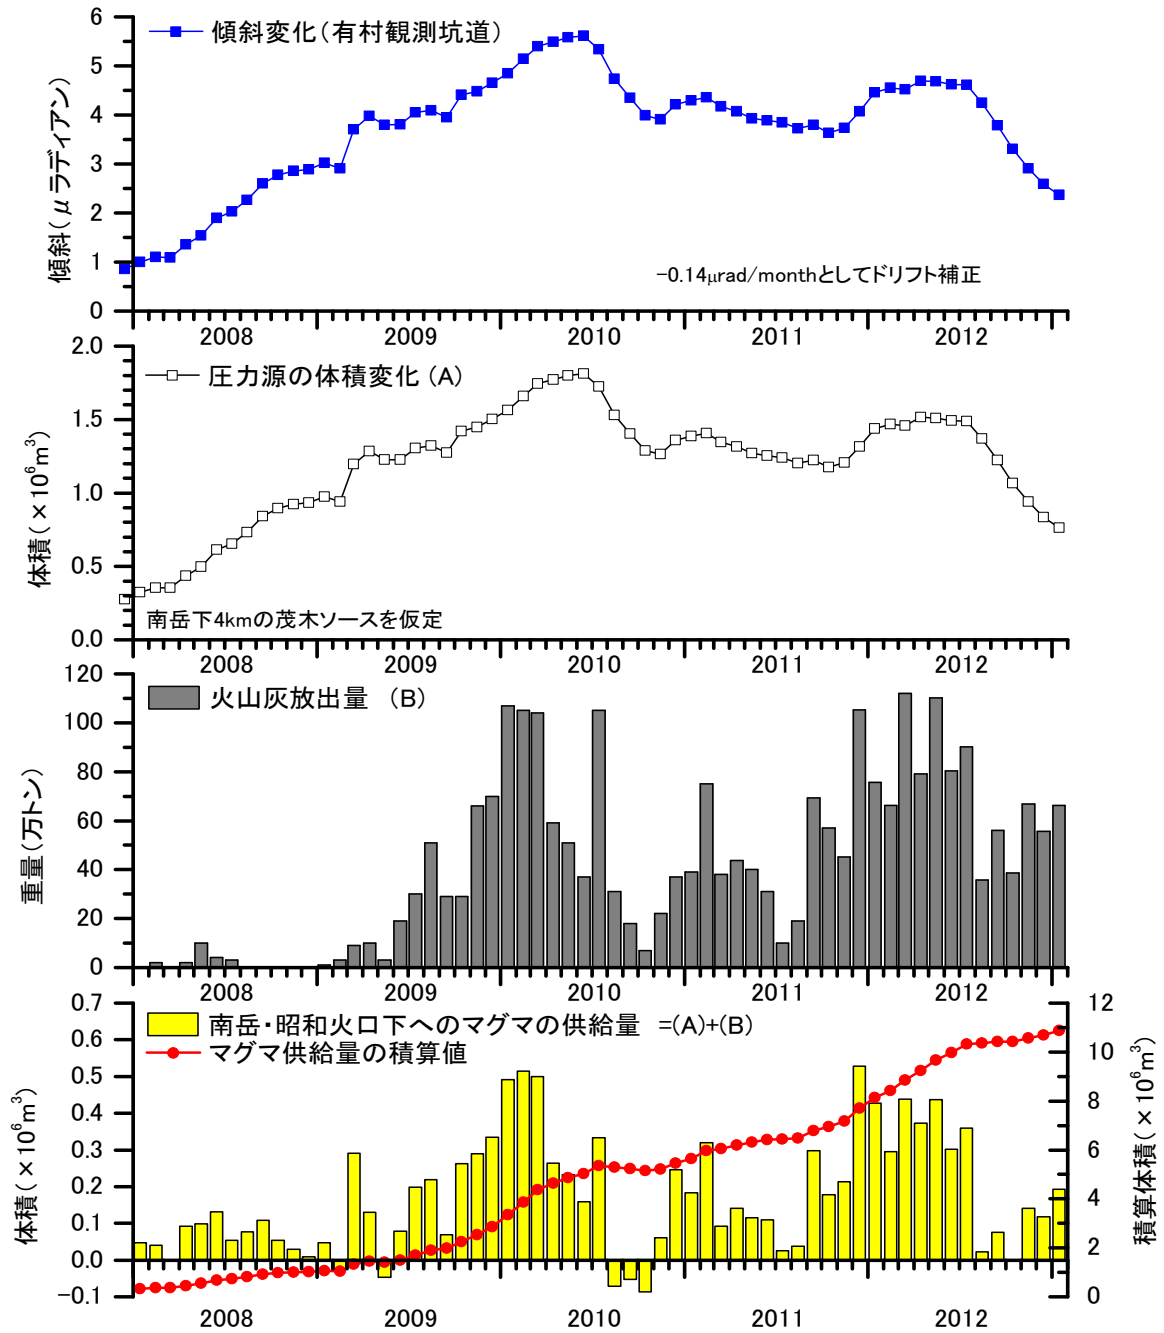 傾斜変化(有村観測坑道)
傾斜(μラディアン)
6
5
4
3
2
1
0
-0.14μrad/monthとしてドリフト補正
2008 2009 2010 2011 2012
圧力源の体積変化 (A)
体積(×10⁶m³)
2.0
1.5
1.0
0.5
0.0
南岳下4kmの茂木ソースを仮定
2008 2009 2010 2011 2012
火山灰放出量 (B)
重量(万トン)
120
100
80
60
40
20
0
2008 2009 2010 2011 2012
南岳・昭和火口下へのマグマの供給量 =(A)+(B)
マグマ供給量の積算値
体積(×10⁶m³)
0.7
0.6
0.5
0.4
0.3
0.2
0.1
0.0
-0.1
12
10
8
6
4
2
0
積算体積(×10⁶m³)
2008 2009 2010 2011 2012